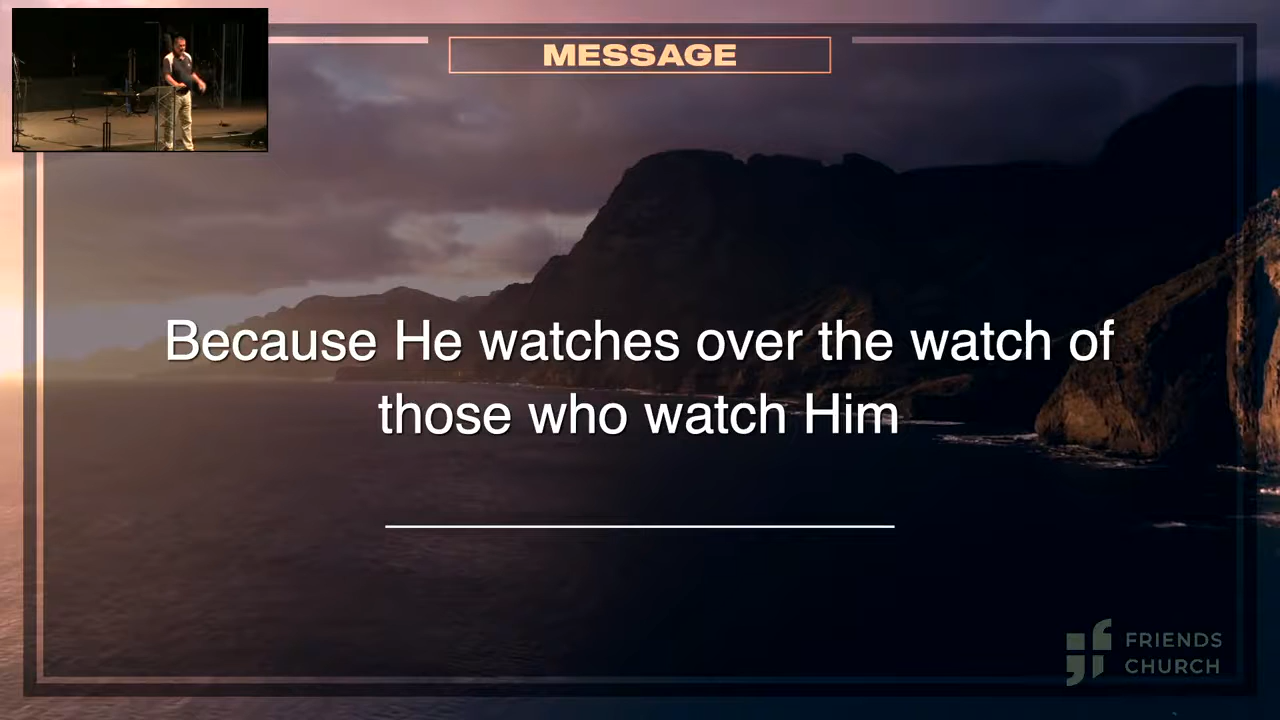 MESSAGE
Because He watches over the watch of
those who watch Him
FRIENDS
CHURCH